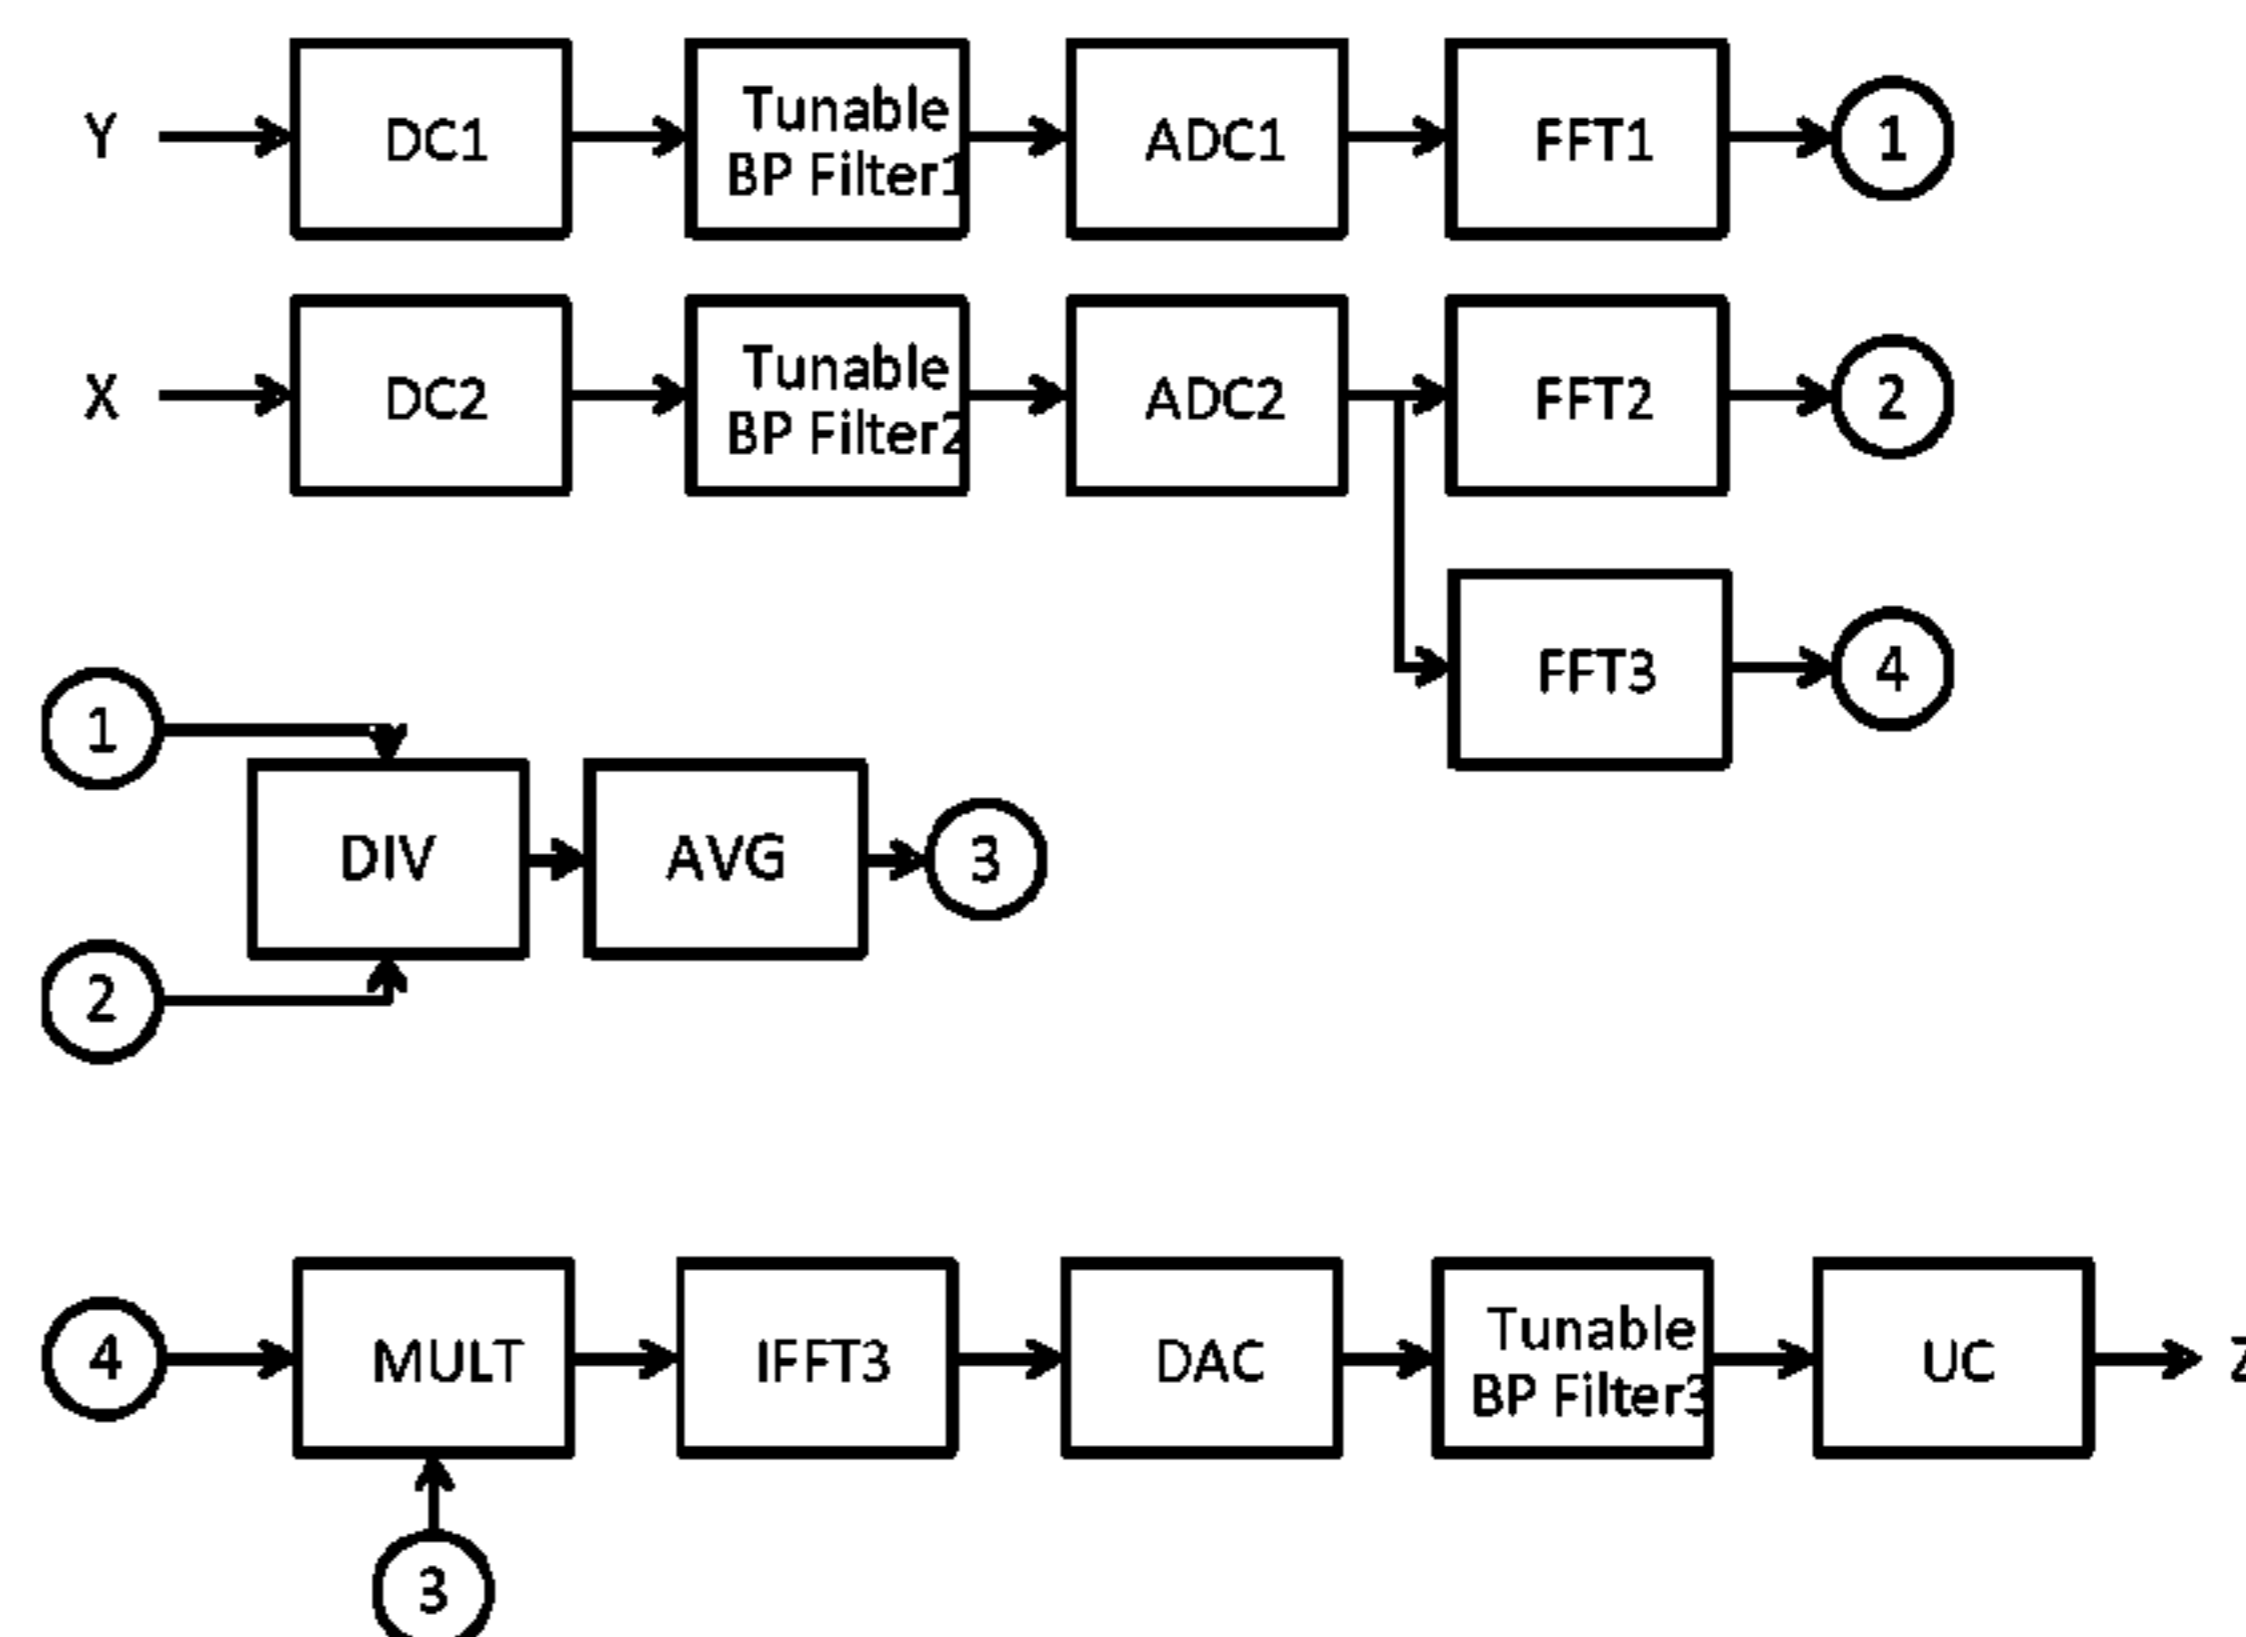 Y
DC1
Tunable
BP Filter1
ADC1
FFT1
1
X
DC2
Tunable
BP Filter2
ADC2
FFT2
2
FFT3
4
1
DIV
AVG
3
2
4
MULT
IFFT3
DAC
Tunable
BP Filter3
UC
Z
3